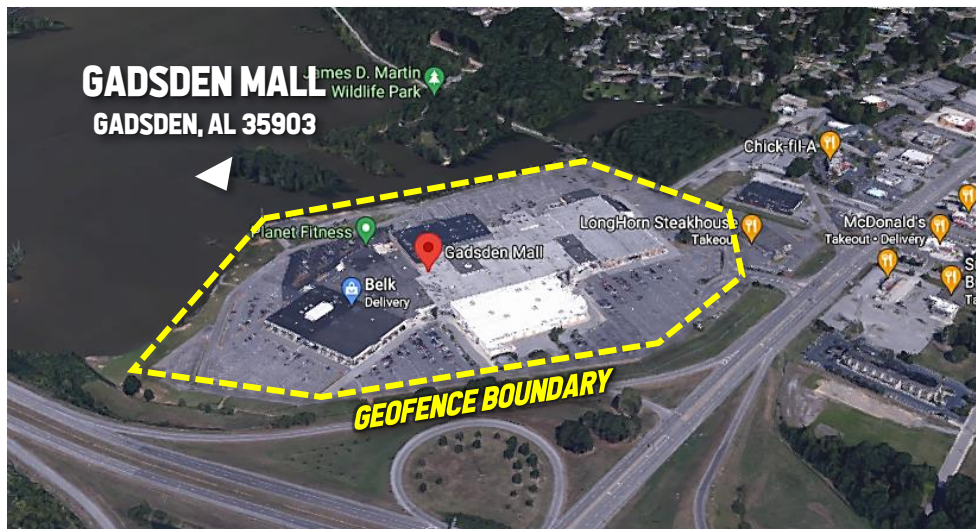 GADSDEN MALL
GADSDEN, AL 35903
James D. Martin
Wildlife Park
Chick-fil-A
Planet Fitness
Gadsden Mall
LongHorn Steakhouse
Takeout
McDonald's
Takeout • Delivery
Belk
Delivery
GEOFENCE BOUNDARY